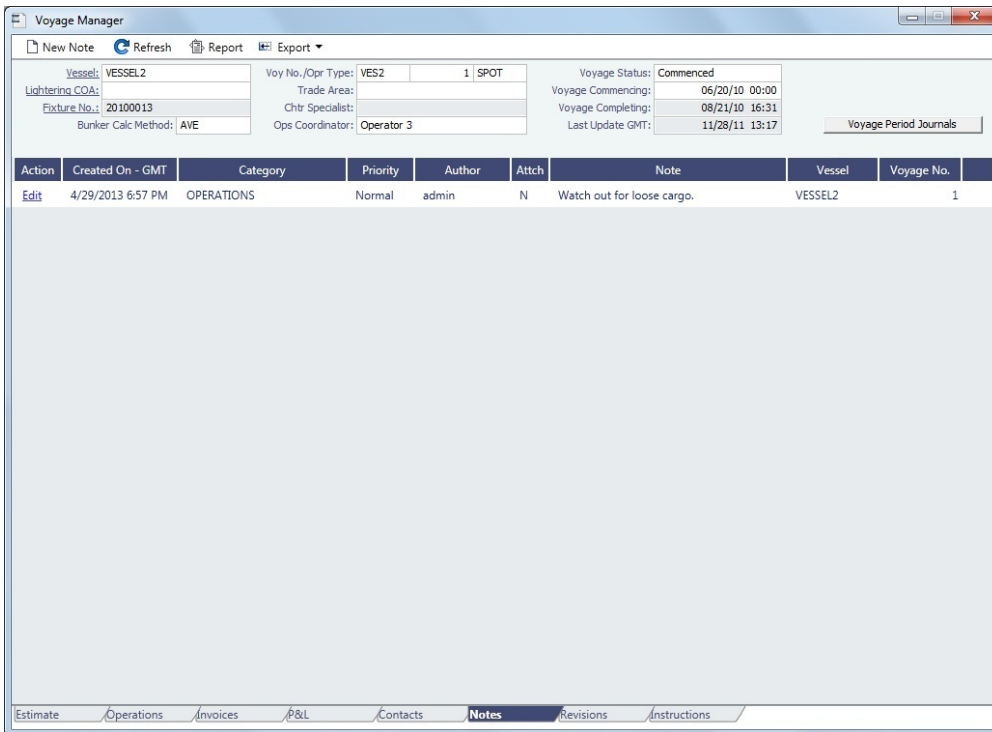 Voyage Manager
New Note Refresh Report Export
Vessel: VESSEL2 Voy No./Opr Type: VES2 1 SPOT Voyage Status: Commenced
Lightering COA: Trade Area: Voyage Commencing: 06/20/10 00:00
Fixture No.: 20100013 Chtr Specialist: Voyage Completing: 08/21/10 16:31
Bunker Calc Method: AVE Ops Coordinator: Operator 3 Last Update GMT: 11/28/11 13:17 Voyage Period Journals
Action Created On - GMT Category Priority Author Attch Note Vessel Voyage No.
Edit 4/29/2013 6:57 PM OPERATIONS Normal admin N Watch out for loose cargo. VESSEL2 1
Estimate Operations Invoices P&L Contacts Notes Revisions Instructions